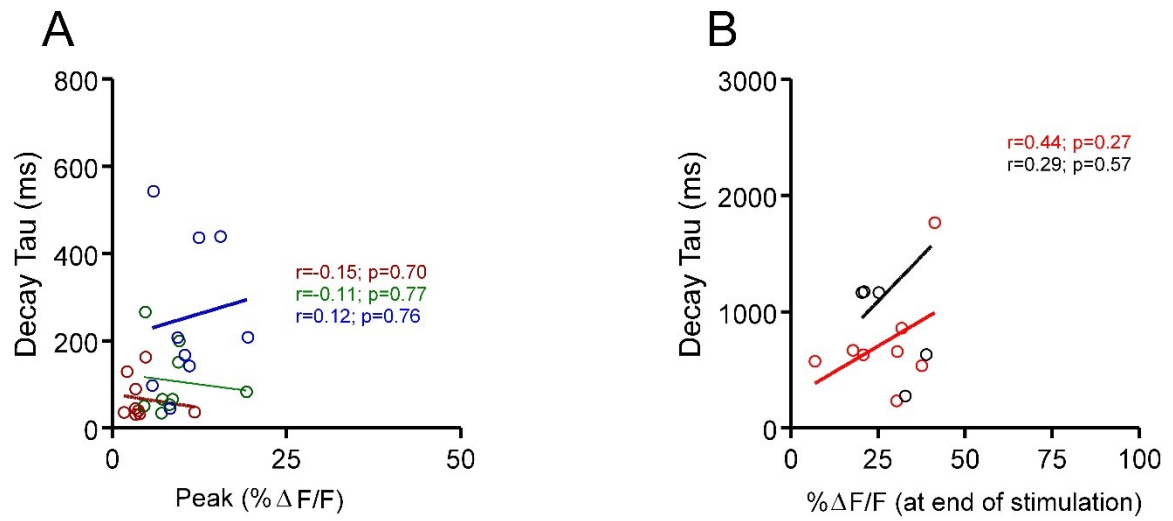 A
800
600
400
200
0
Decay Tau (ms)
r=-0.15; p=0.70
r=-0.11; p=0.77
r=0.12; p=0.76
0 25 50
Peak (% Δ F/F)
B
3000
2000
1000
0
Decay Tau (ms)
r=0.44; p=0.27
r=0.29; p=0.57
0 25 50 75 100
%ΔF/F (at end of stimulation)